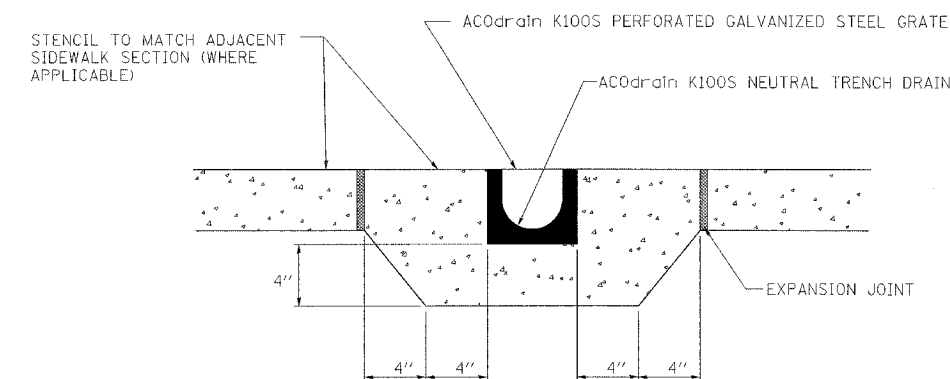 ACOdrain K100S PERFORATED GALVANIZED STEEL GRATE
STENCIL TO MATCH ADJACENT
SIDEWALK SECTION (WHERE
APPLICABLE)
ACOdrain K100S NEUTRAL TRENCH DRAIN
4"
EXPANSION JOINT
4" 4" 4" 4"